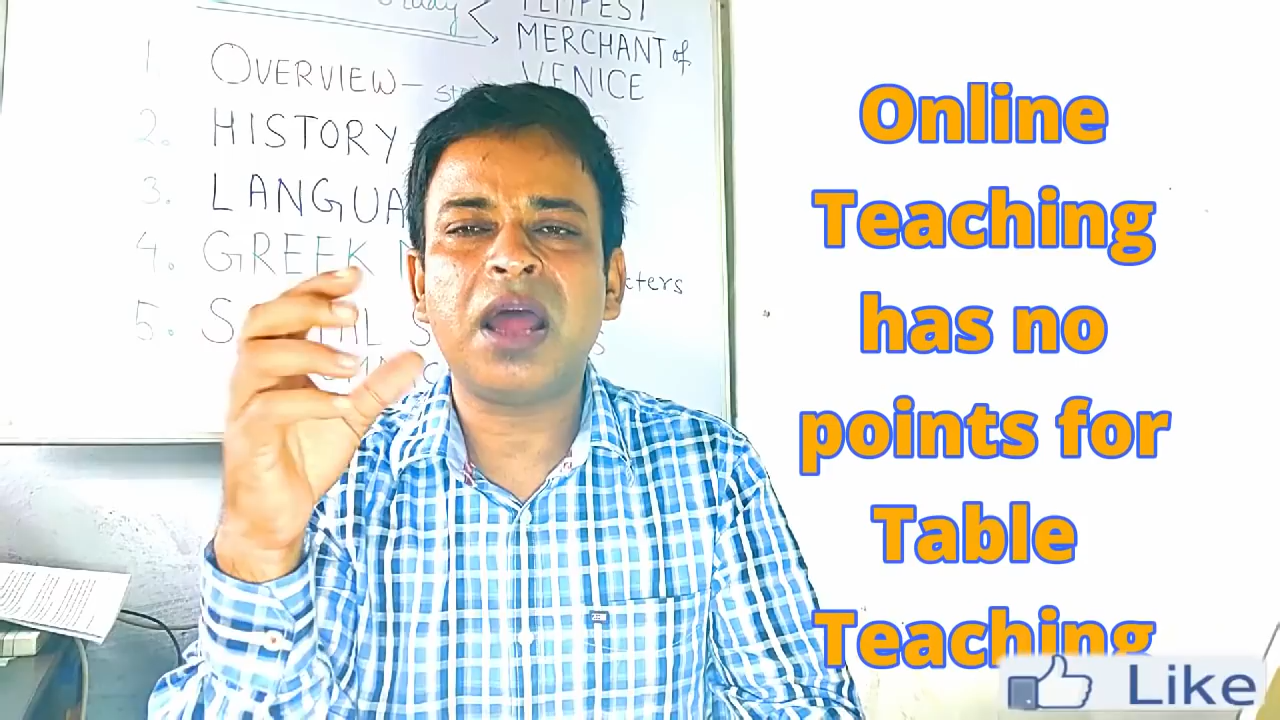 TEMPEST
MERCHANT of
VENICE
1 OVERVIEW-
2. HISTORY
3. LANGUA
4. GREEK
5.
Online
Teaching
has no
points for
Table
Teaching
Like